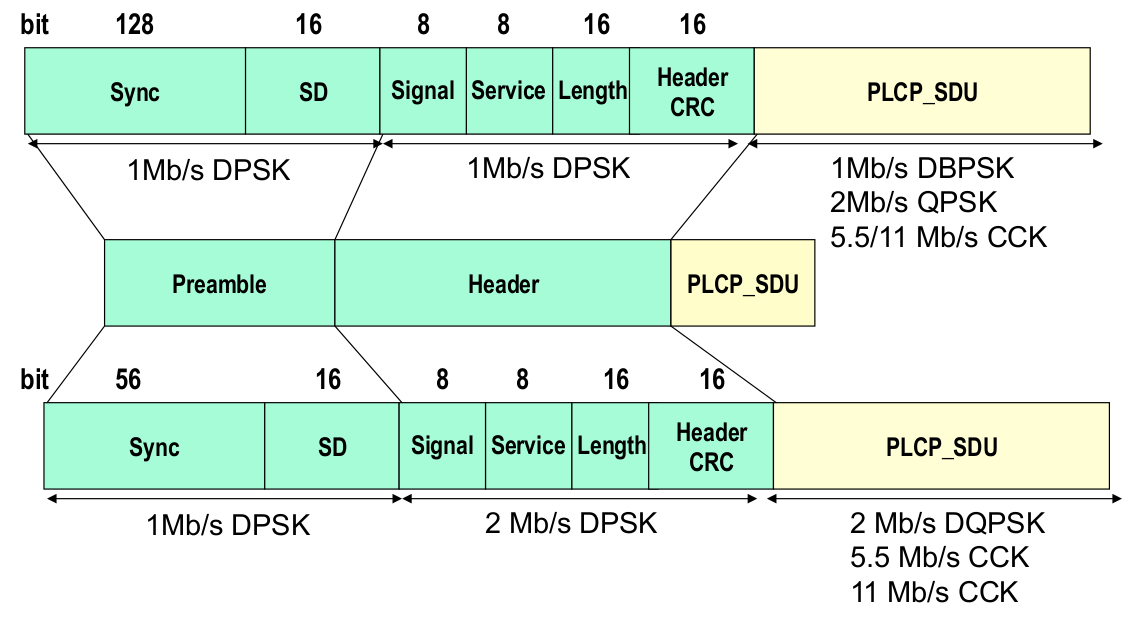 bit 128 16 8 8 16 16
Sync SD Signal Service Length Header CRC PLCP_SDU
1Mb/s DPSK 1Mb/s DPSK 1Mb/s DBPSK
2Mb/s QPSK
5.5/11 Mb/s CCK
Preamble Header PLCP_SDU
bit 56 16 8 8 16 16
Sync SD Signal Service Length Header CRC PLCP_SDU
1Mb/s DPSK 2 Mb/s DPSK 2 Mb/s DQPSK
5.5 Mb/s CCK
11 Mb/s CCK